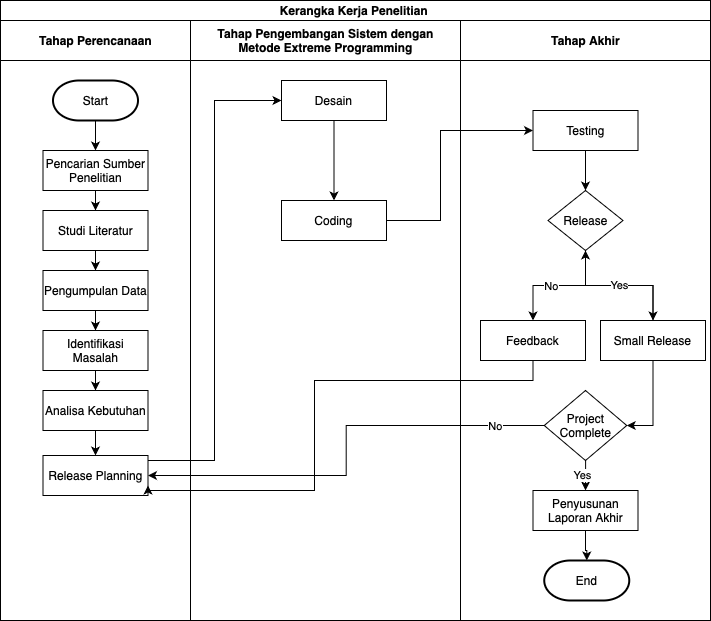 Kerangka Kerja Penelitian
Tahap Perencanaan
Tahap Pengembangan Sistem dengan
Metode Extreme Programming
Tahap Akhir
Start
Pencarian Sumber
Penelitian
Studi Literatur
Pengumpulan Data
Identifikasi
Masalah
Analisa Kebutuhan
Release Planning
Desain
Coding
Testing
Release
No
Yes
Feedback
Small Release
Project
Complete
No
Yes
Penyusunan
Laporan Akhir
End